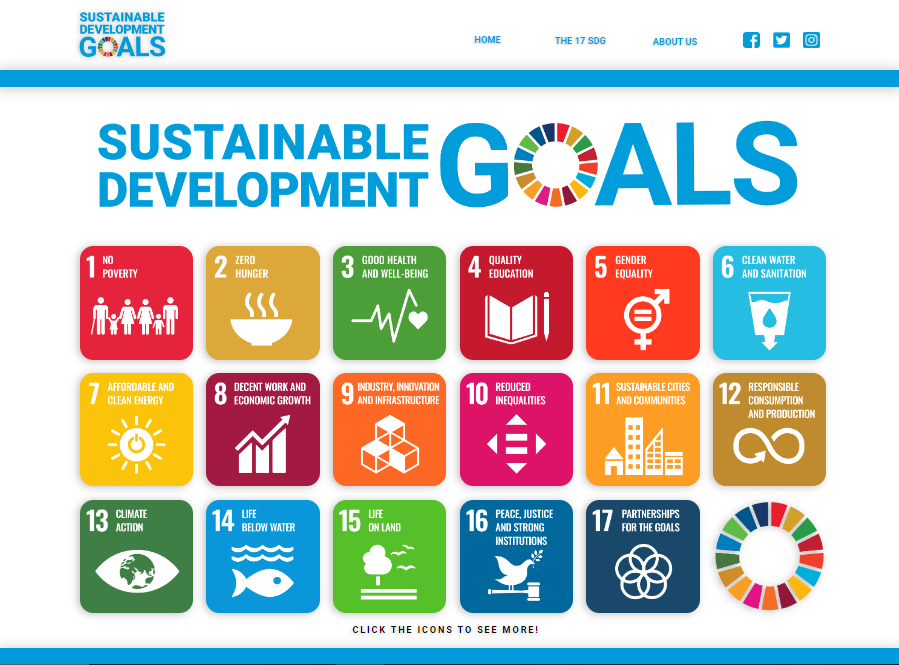 SUSTAINABLE
DEVELOPMENT
GOALS
HOME
THE 17 SDG
ABOUT US
SUSTAINABLE
DEVELOPMENT
GOALS
1 NO
POVERTY
2 ZERO
HUNGER
3 GOOD HEALTH
AND WELL-BEING
4 QUALITY
EDUCATION
5 GENDER
EQUALITY
6 CLEAN WATER
AND SANITATION
7 AFFORDABLE AND
CLEAN ENERGY
8 DECENT WORK AND
ECONOMIC GROWTH
9 INDUSTRY, INNOVATION
AND INFRASTRUCTURE
10 REDUCED
INEQUALITIES
11 SUSTAINABLE CITIES
AND COMMUNITIES
12 RESPONSIBLE
CONSUMPTION
AND PRODUCTION
13 CLIMATE
ACTION
14 LIFE
BELOW WATER
15 LIFE
ON LAND
16 PEACE, JUSTICE
AND STRONG
INSTITUTIONS
17 PARTNERSHIPS
FOR THE GOALS
CLICK THE ICONS TO SEE MORE!